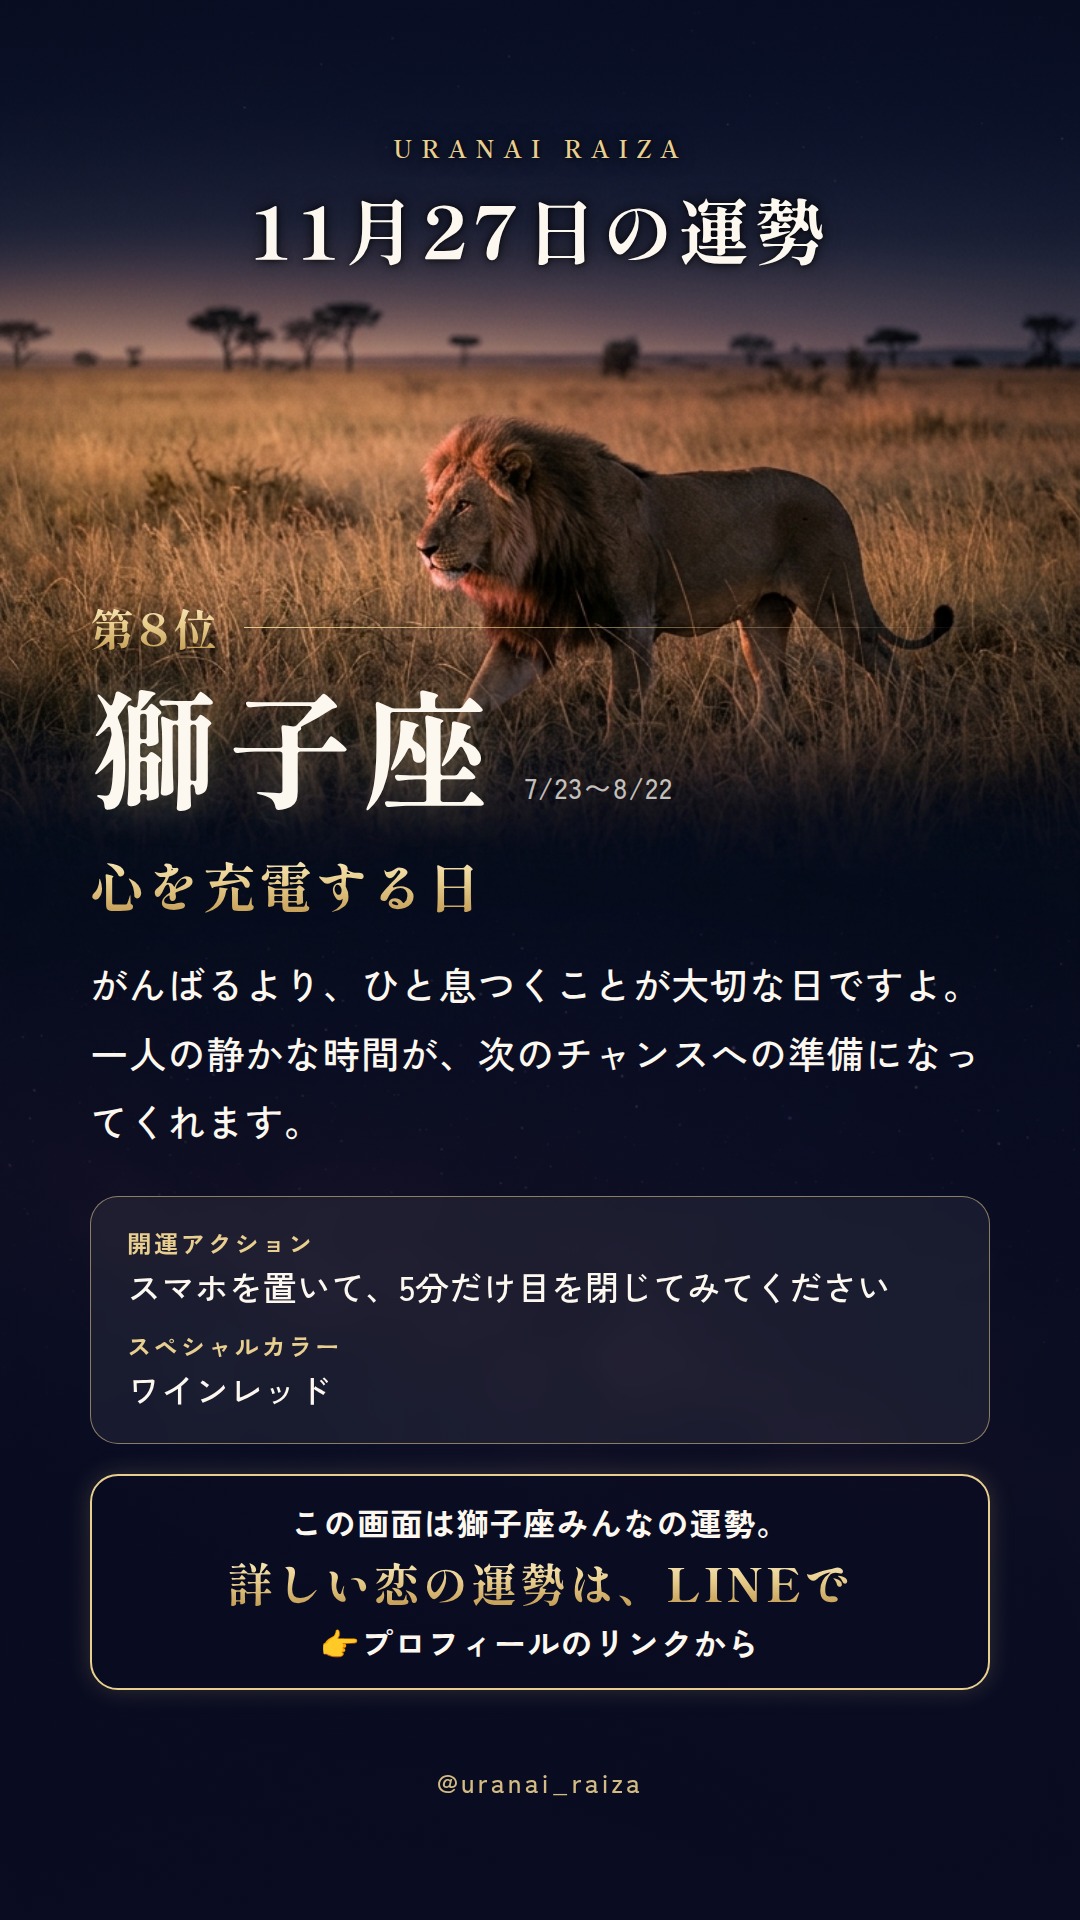 URANAI RAIZA
11月27日の運勢
第8位
獅子座 7/23〜8/22
心を充電する日
がんばるより、ひと息つくことが大切な日ですよ。
一人の静かな時間が、次のチャンスへの準備になっ
てくれます。
開運アクション
スマホを置いて、5分だけ目を閉じてみてください
スペシャルカラー
ワインレッド
この画面は獅子座みんなの運勢。
詳しい恋の運勢は、LINEで
👉プロフィールのリンクから
@uranai_raiza